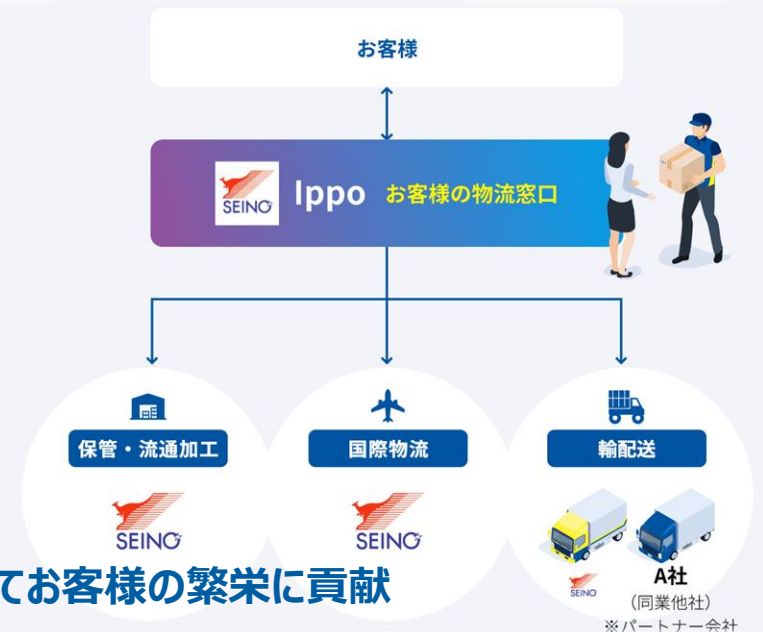 お客様
SEINO
Ippo お客様の物流窓口
保管・流通加工
国際物流
輸配送
SEINO
SEINO
SEINO
A社
(同業他社)
※パートナー会社
てお客様の繁栄に貢献